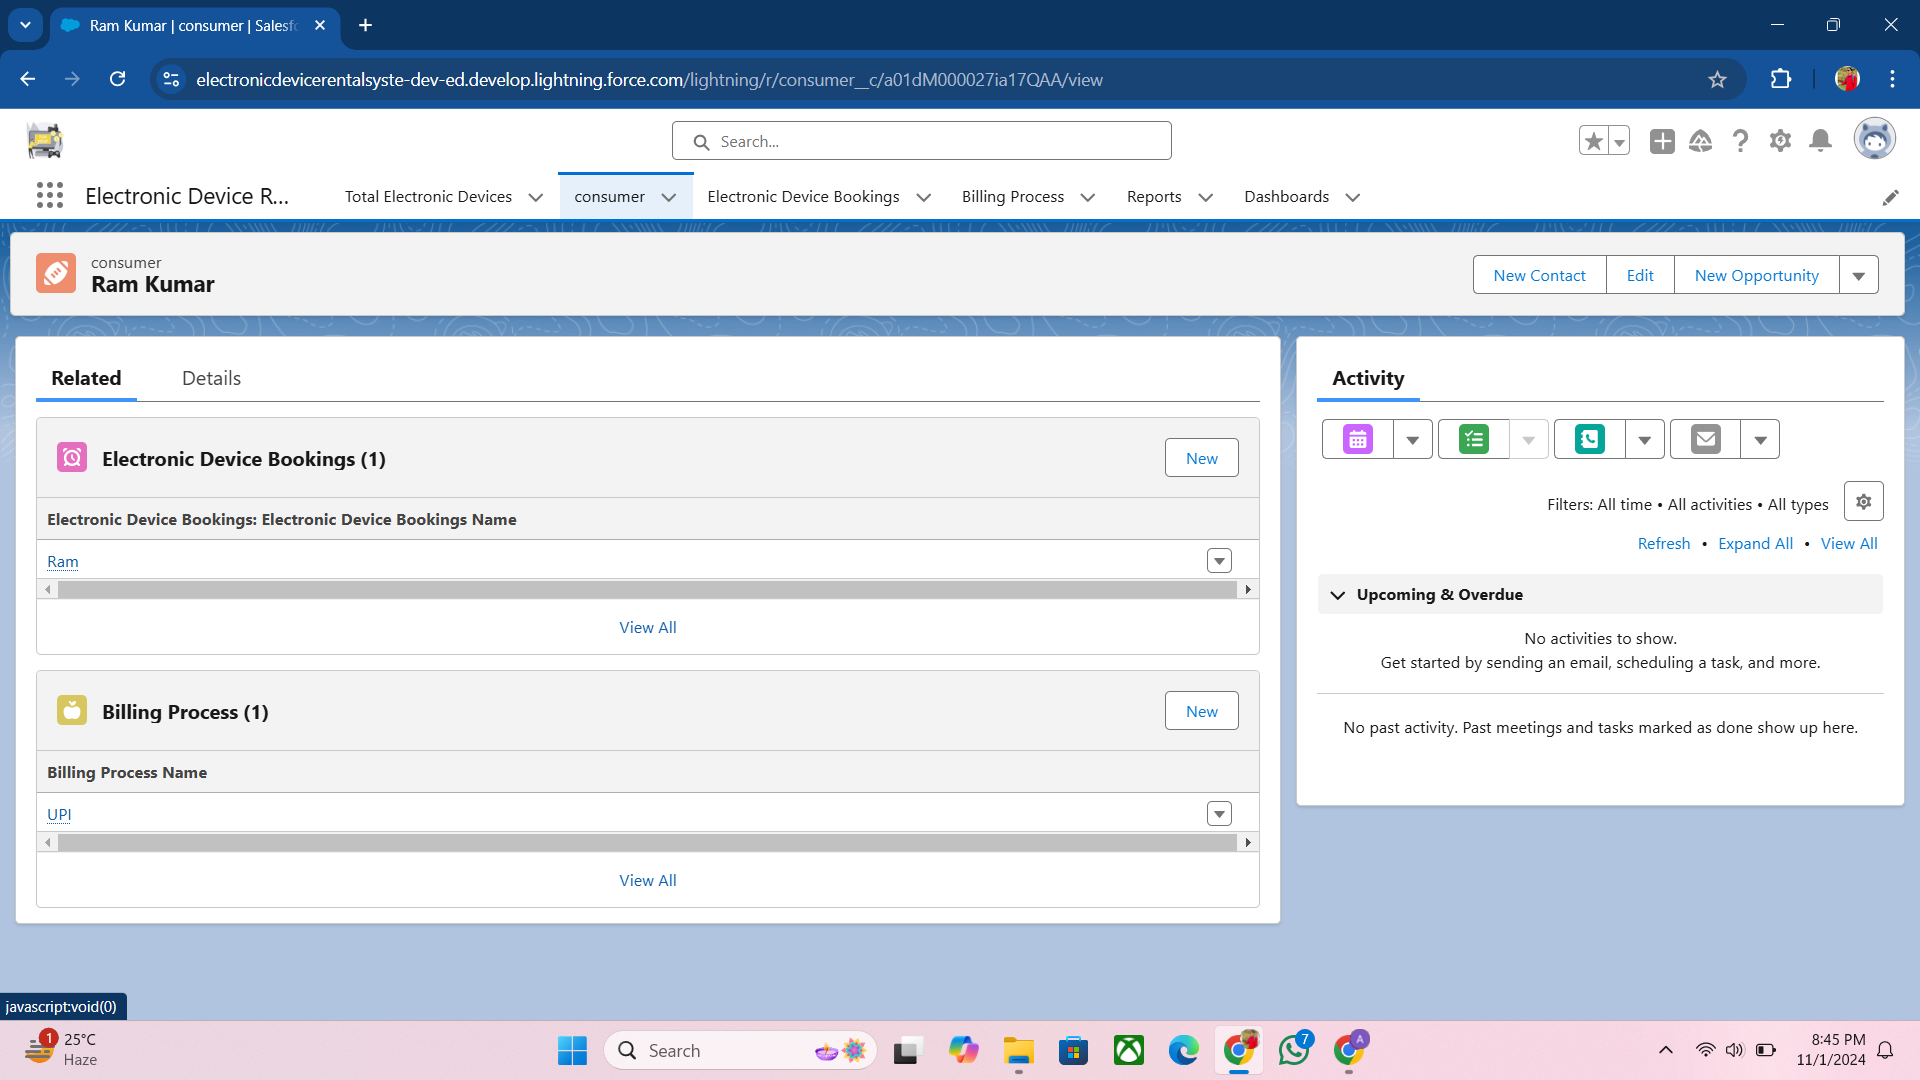 Ram Kumar | consumer | Salesfo
electronicdevicerentalsyste-dev-ed.develop.lightning.force.com/lightning/r/consumer__c/a01dM000027ia17QAA/view
Search...
Electronic Device R...
Total Electronic Devices
consumer
Electronic Device Bookings
Billing Process
Reports
Dashboards
consumer
Ram Kumar
New Contact
Edit
New Opportunity
Related
Details
Electronic Device Bookings (1)
New
Electronic Device Bookings: Electronic Device Bookings Name
Ram
View All
Billing Process (1)
New
Billing Process Name
UPI
View All
Activity
Filters: All time • All activities • All types
Refresh • Expand All • View All
Upcoming & Overdue
No activities to show.
Get started by sending an email, scheduling a task, and more.
No past activity. Past meetings and tasks marked as done show up here.
javascript:void(0)
1
25°C
Haze
Search
7
A
8:45 PM
11/1/2024